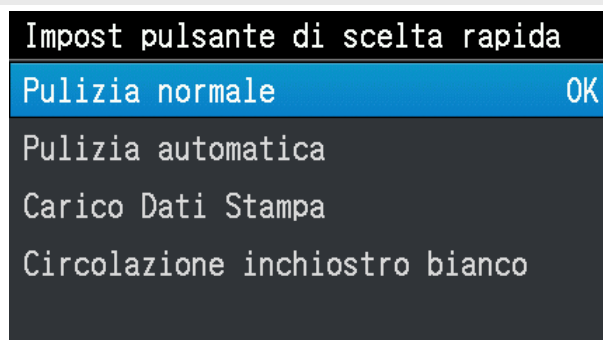 Impost pulsante di scelta rapida
Pulizia normale OK
Pulizia automatica
Carico Dati Stampa
Circolazione inchiostro bianco